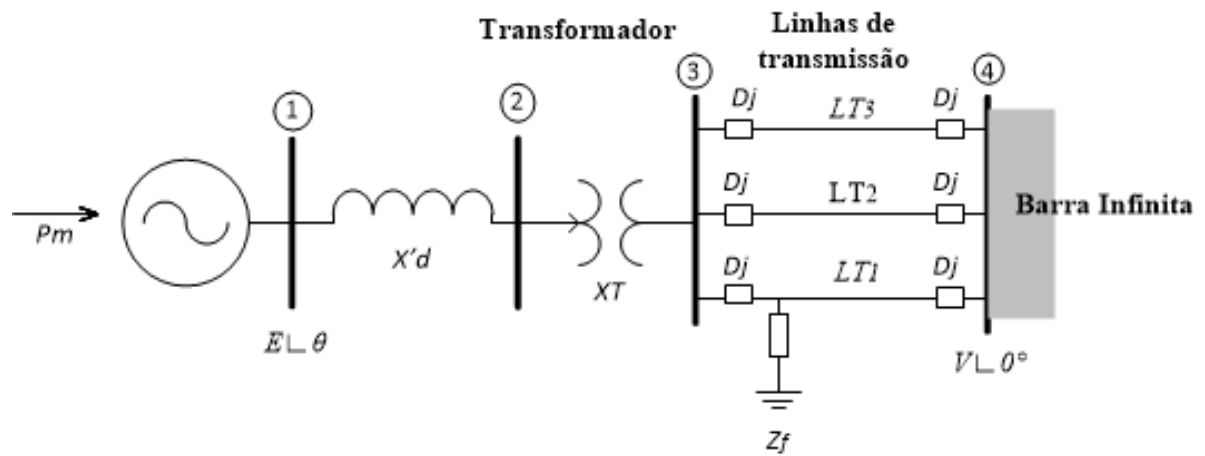 Transformador
Linhas de
transmissão
1
2
3
4
Dj
LT3
Dj
Dj
LT2
Dj
Barra Infinita
Pm
X'd
XT
Dj
LT1
Dj
E∟θ
V∟0°
Zf